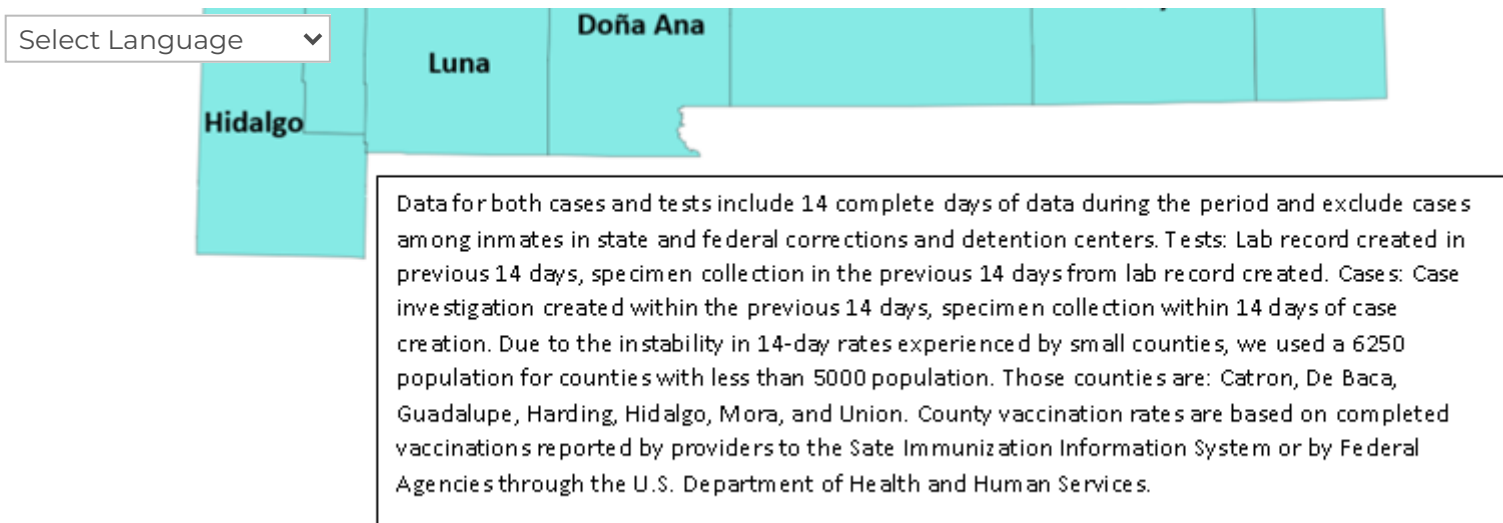 Select Language
Doña Ana
Luna
Hidalgo
Data for both cases and tests include 14 complete days of data during the period and exclude cases
among inmates in state and federal corrections and detention centers. Tests: Lab record created in
previous 14 days, specimen collection in the previous 14 days from lab record created. Cases: Case
investigation created within the previous 14 days, specimen collection within 14 days of case
creation. Due to the instability in 14-day rates experienced by small counties, we used a 6250
population for counties with less than 5000 population. Those counties are: Catron, De Baca,
Guadalupe, Harding, Hidalgo, Mora, and Union. County vaccination rates are based on completed
vaccinations reported by providers to the Sate Immunization Information System or by Federal
Agencies through the U.S. Department of Health and Human Services.